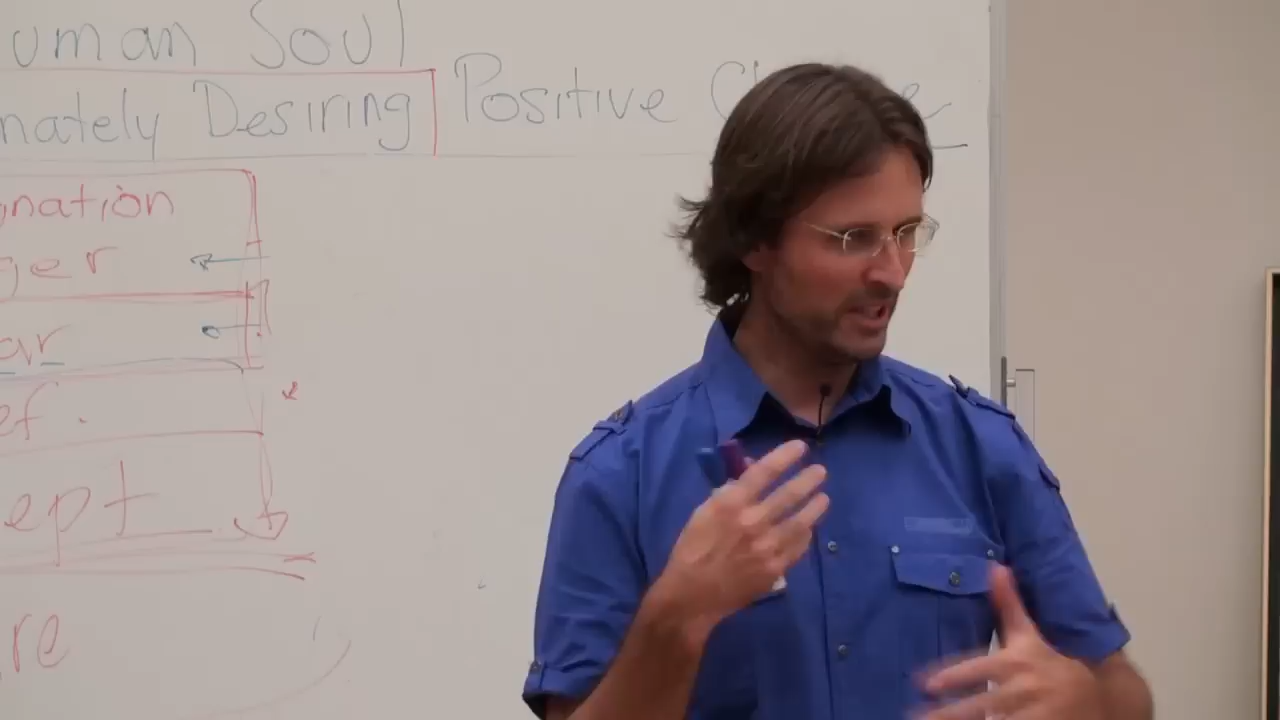 uman Soul
nately Desiring Positive
gnation
ger
ar
ef.
ept
re